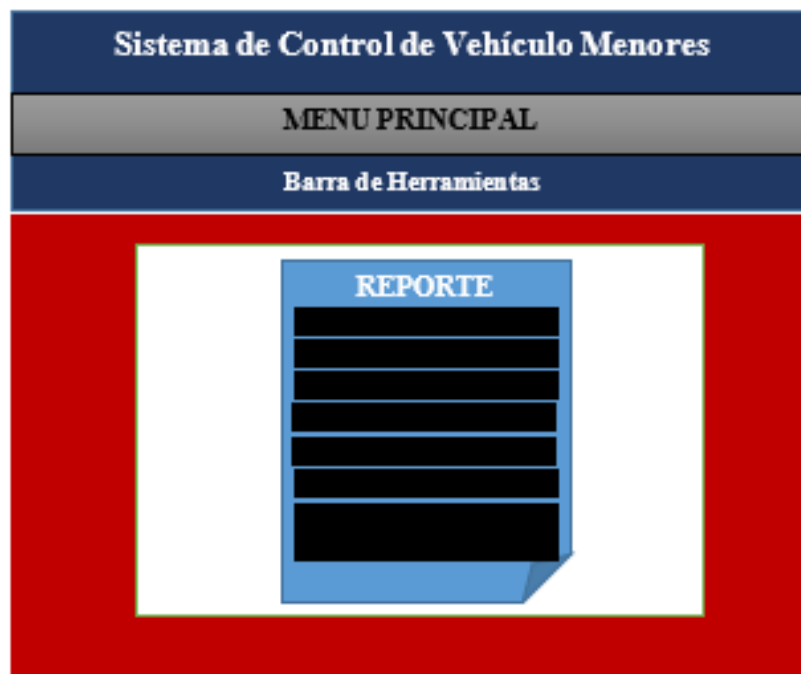 Sistema de Control de Vehículo Menores
MENU PRINCIPAL
Barra de Herramientas
REPORTE